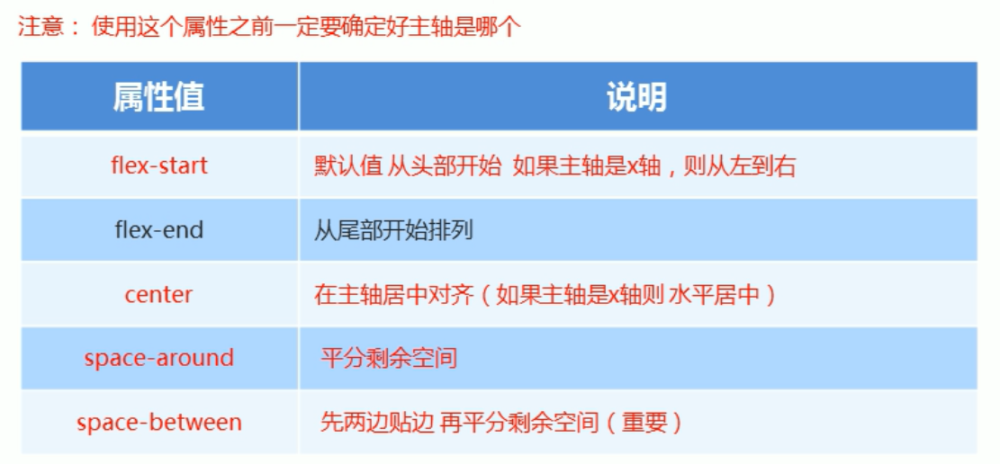 注意： 使用这个属性之前一定要确定好主轴是哪个
属性值 说明
flex-start 默认值 从头部开始 如果主轴是x轴，则从左到右
flex-end 从尾部开始排列
center 在主轴居中对齐（如果主轴是x轴则 水平居中）
space-around 平分剩余空间
space-between 先两边贴边 再平分剩余空间（重要）